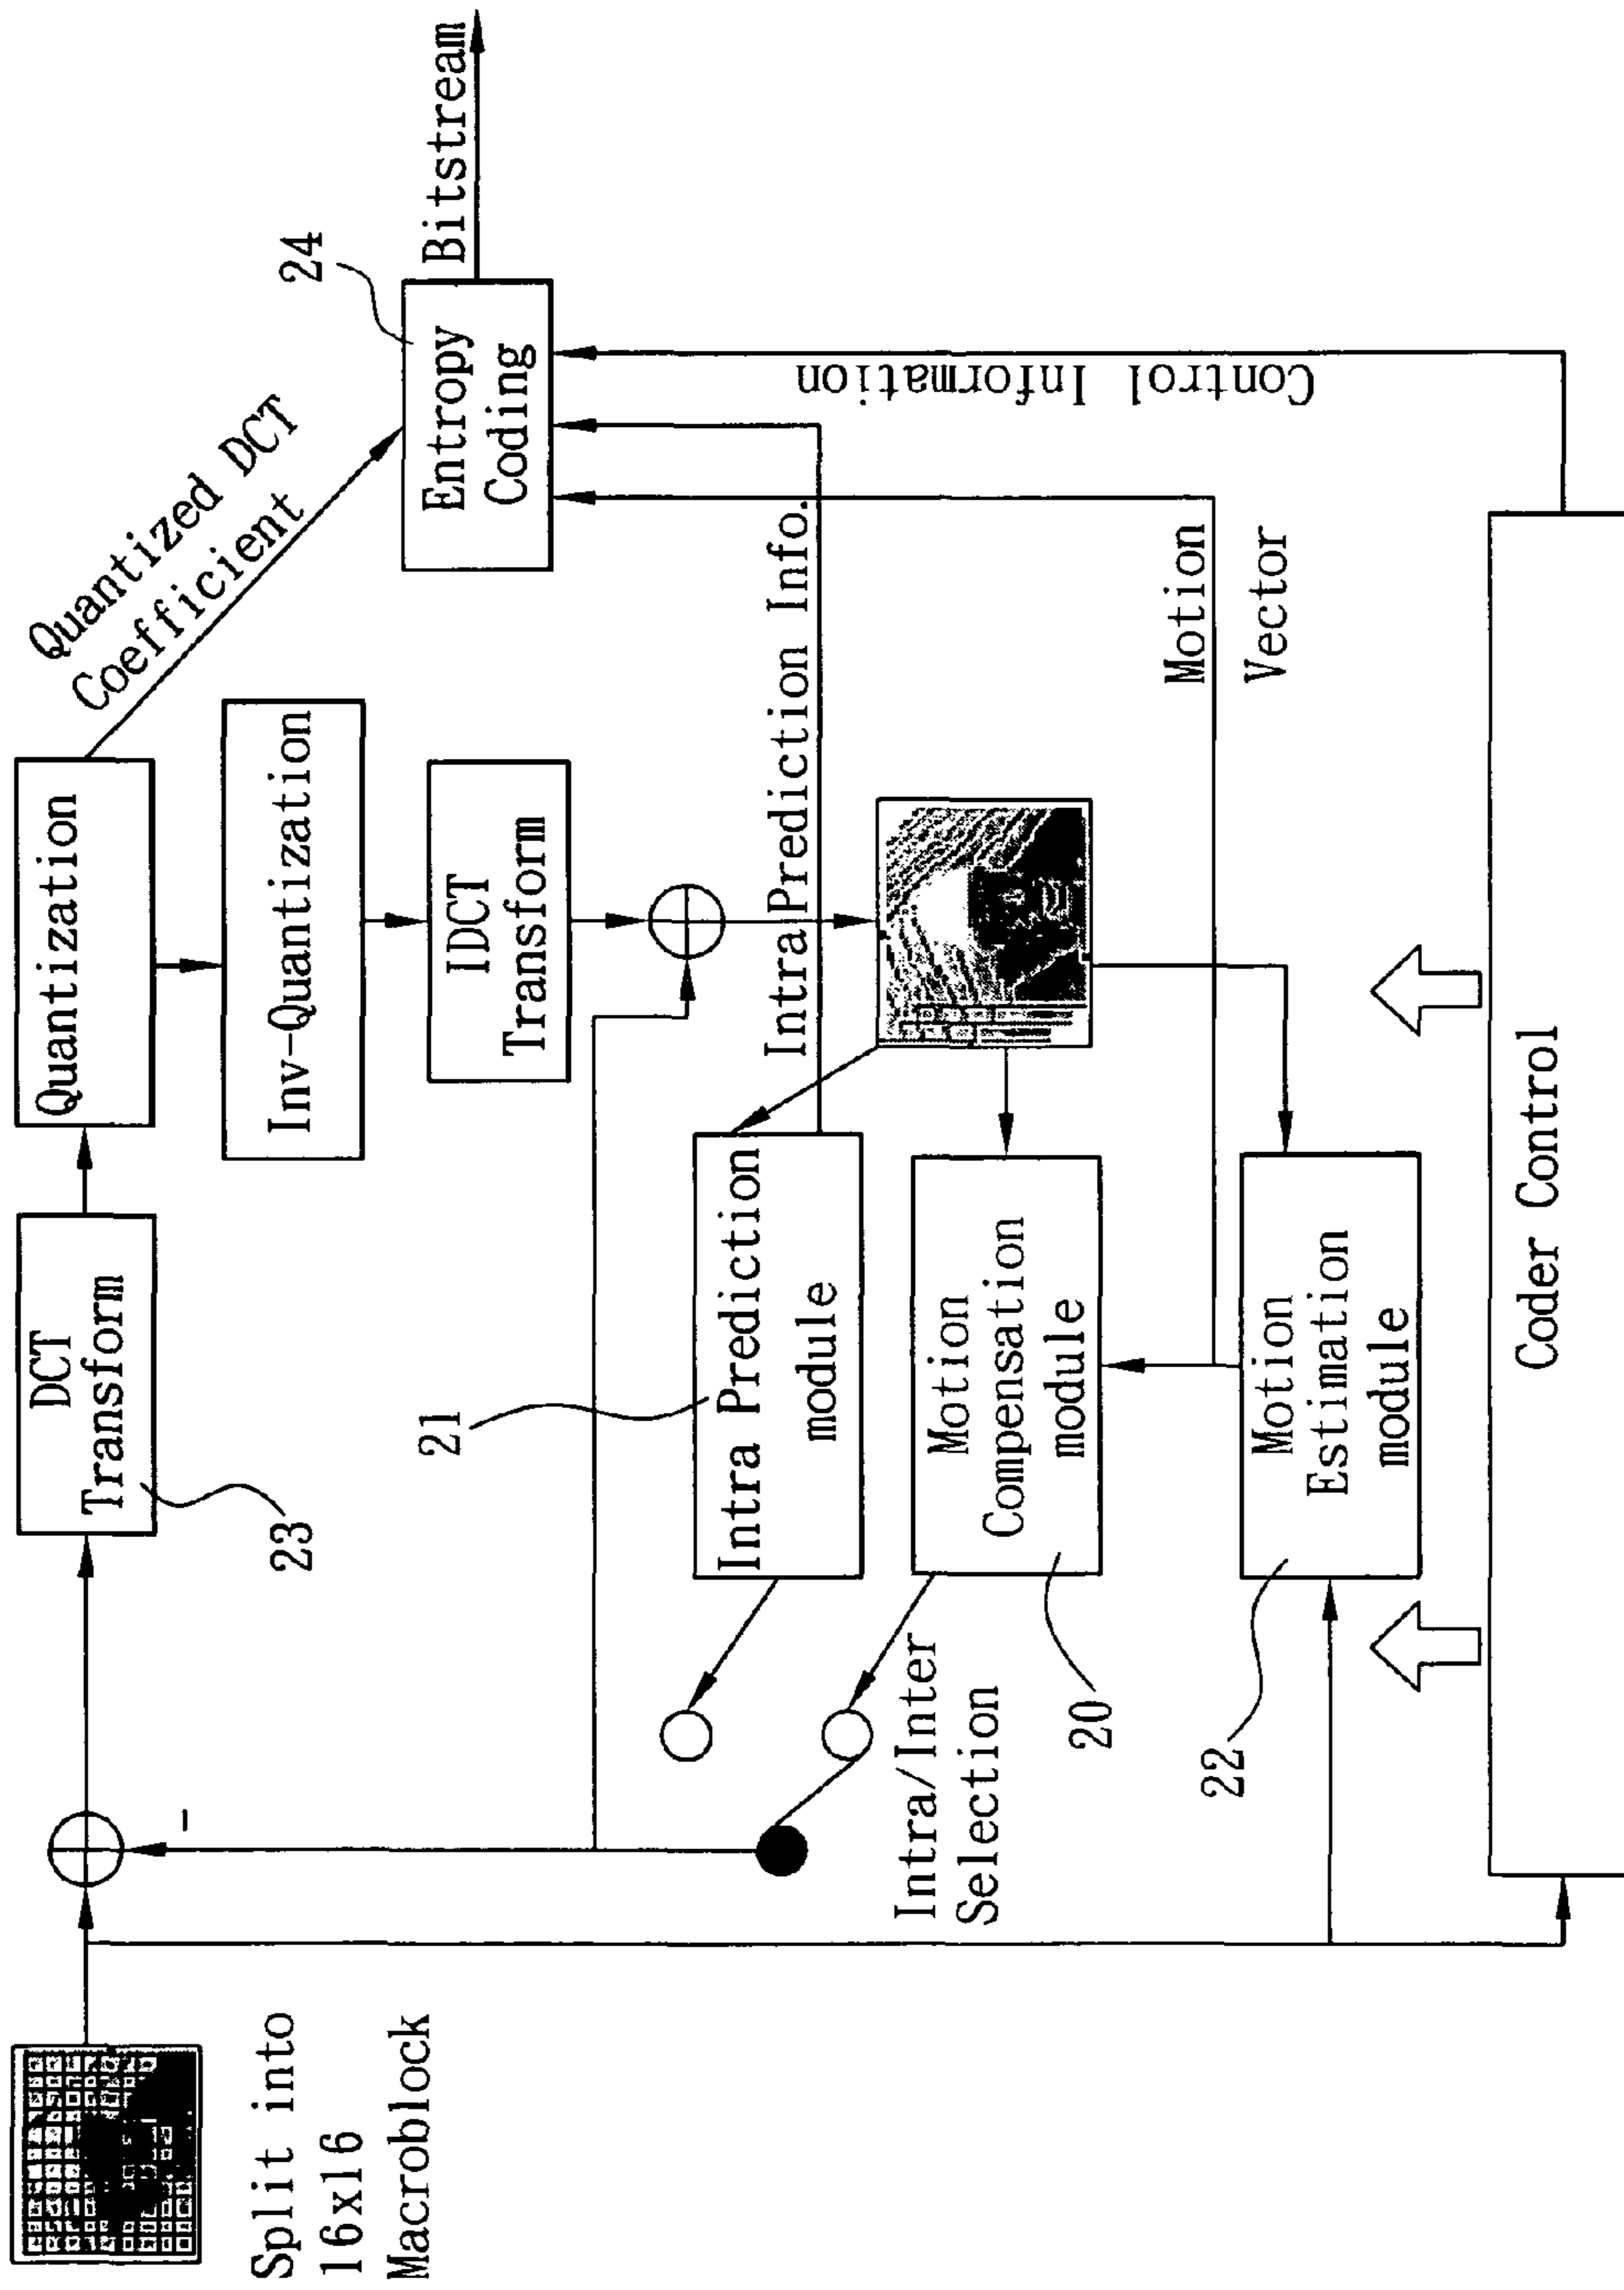 Split into
16x16
Macroblock
-
DCT
Transform
23
Quantization
Quantized DCT
Coefficient
Inv-Quantization
IDCT
Transform
24
Entropy
Coding
Bitstream
21
Intra Prediction
module
Intra Prediction Info.
Intra/Inter
Selection
Motion
Compensation
module
20
Motion
Vector
Control Information
22
Motion
Estimation
module
Coder Control